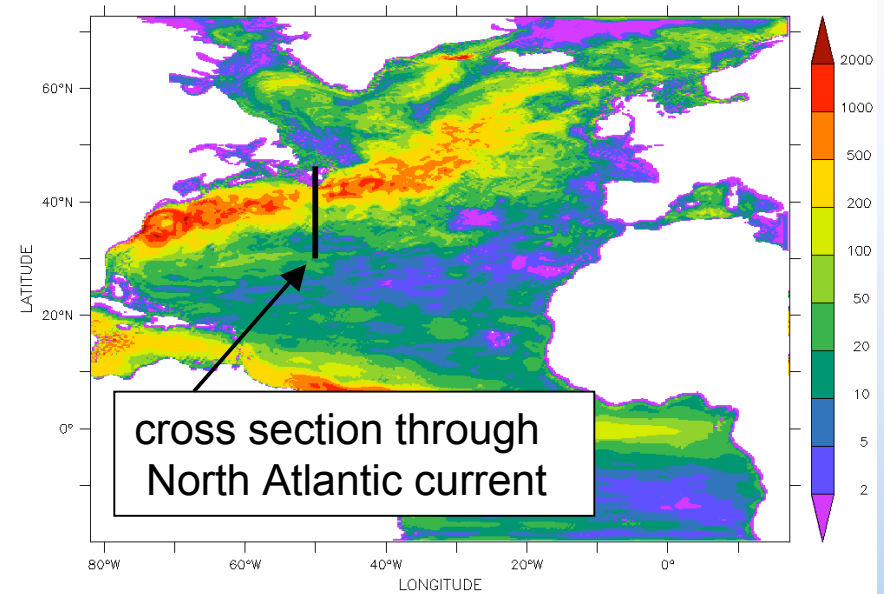 2000
1000
500
200
100
50
20
10
5
2
60°N
40°N
20°N
0°
LATITUDE
80°W
60°W
40°W
20°W
0°
LONGITUDE
cross section through
North Atlantic current